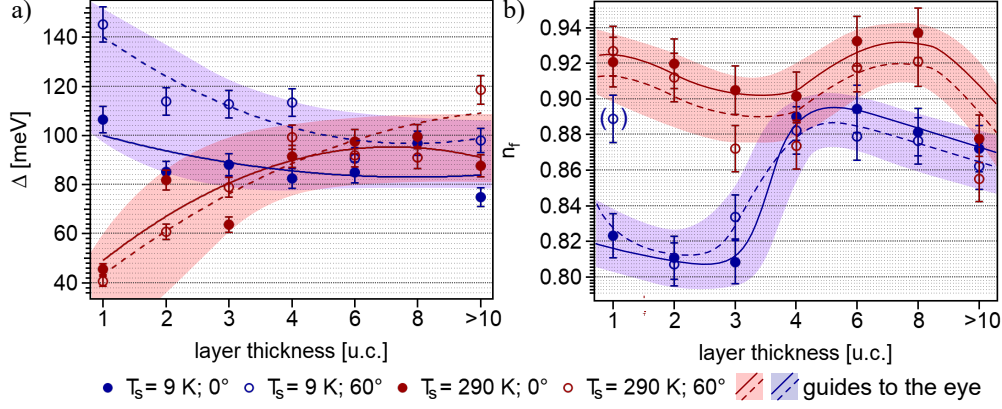 a)
140
120
100
80
60
40
Δ [meV]
1 2 3 4 6 8 >10
layer thickness [u.c.]
b)
0.94
0.92
0.90
0.88
0.86
0.84
0.82
0.80
n_f
( )
1 2 3 4 6 8 >10
layer thickness [u.c.]
T_s = 9 K; 0° T_s = 9 K; 60° T_s = 290 K; 0° T_s = 290 K; 60° guides to the eye